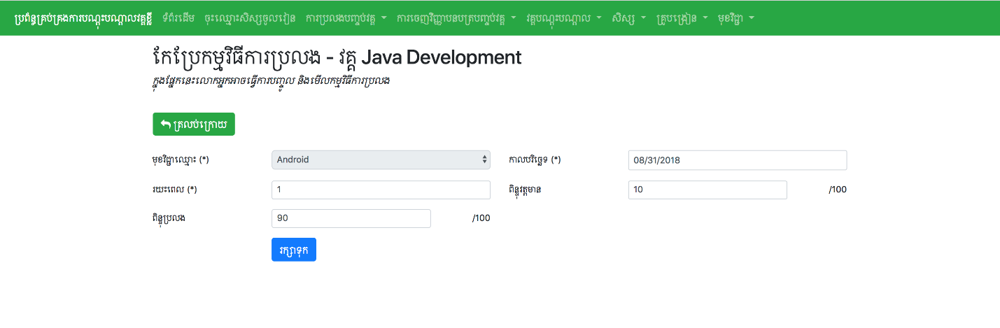 ប្រព័ន្ធគ្រប់គ្រងការបណ្ដុះបណ្ដាលវគ្គខ្លី ទំព័រដើម ចុះឈ្មោះសិស្សចូលរៀន ការប្រលងបញ្ចប់វគ្គ ការចេញវិញ្ញាបនបត្របញ្ចប់វគ្គ វគ្គបណ្ដុះបណ្ដាល សិស្ស គ្រូបង្រៀន មុខវិជ្ជា
កែប្រែកម្មវិធីការប្រលង - វគ្គ Java Development
ក្នុងផ្នែកនេះលោកអ្នកអាចធ្វើការបញ្ចូល និងមើលកម្មវិធីការប្រលង
ត្រលប់ក្រោយ
មុខវិជ្ជាឈ្មោះ (*) Android កាលបរិច្ឆេទ (*) 08/31/2018
រយះពេល (*) 1 ពិន្ទុវត្តមាន 10 /100
ពិន្ទុប្រលង 90 /100
រក្សាទុក